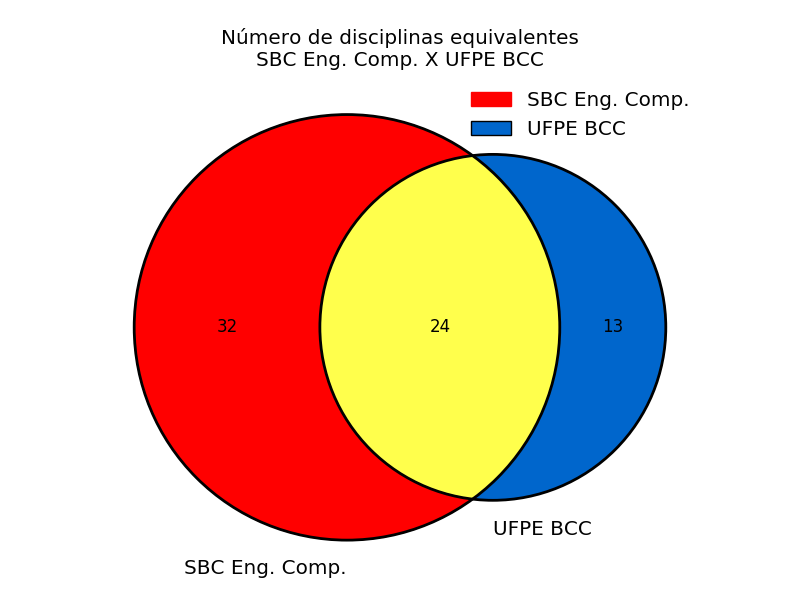 Número de disciplinas equivalentes
SBC Eng. Comp. X UFPE BCC
SBC Eng. Comp.
UFPE BCC
32
24
13
UFPE BCC
SBC Eng. Comp.